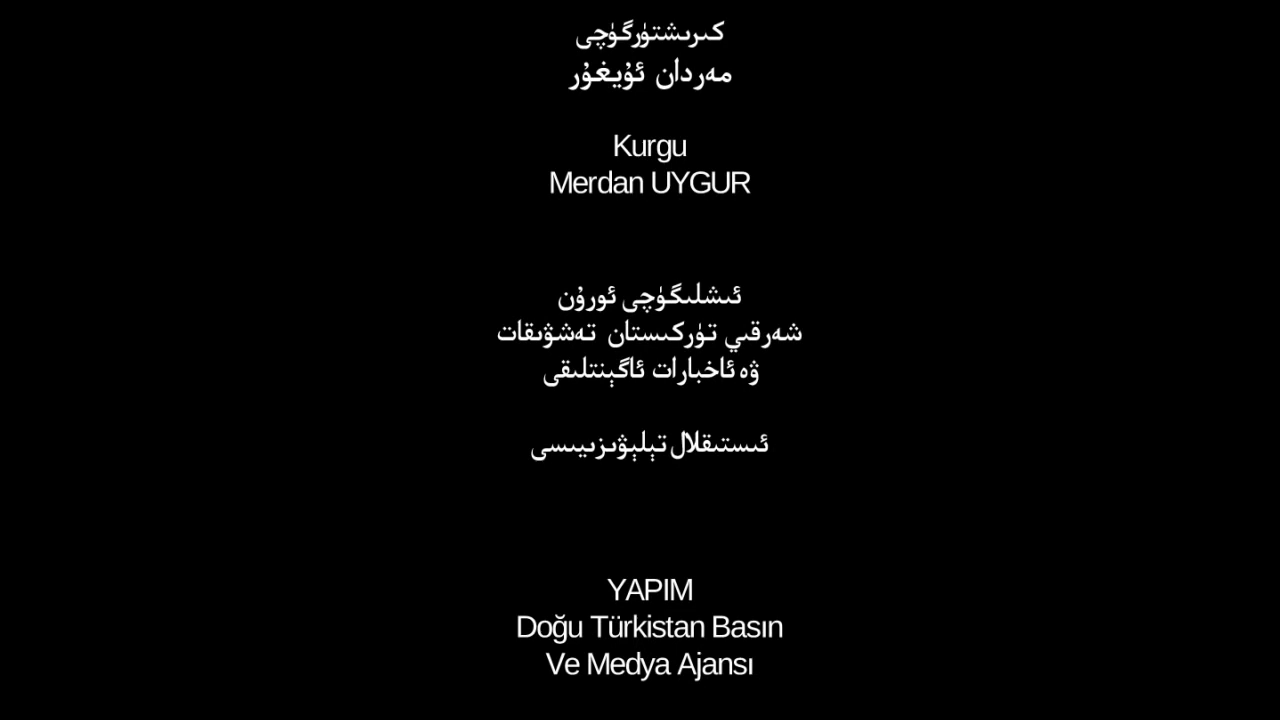 كىرىشتۈرگۈچى
مەردان ئۇيغۇر
Kurgu
Merdan UYGUR
ئىشلىگۈچى ئورۇن
شەرقىي تۈركىستان تەشۋىقات
ۋە ئاخبارات ئاگېنتلىقى
ئىستىقلال تېلېۋىزىيىسى
YAPIM
Doğu Türkistan Basın
Ve Medya Ajansı